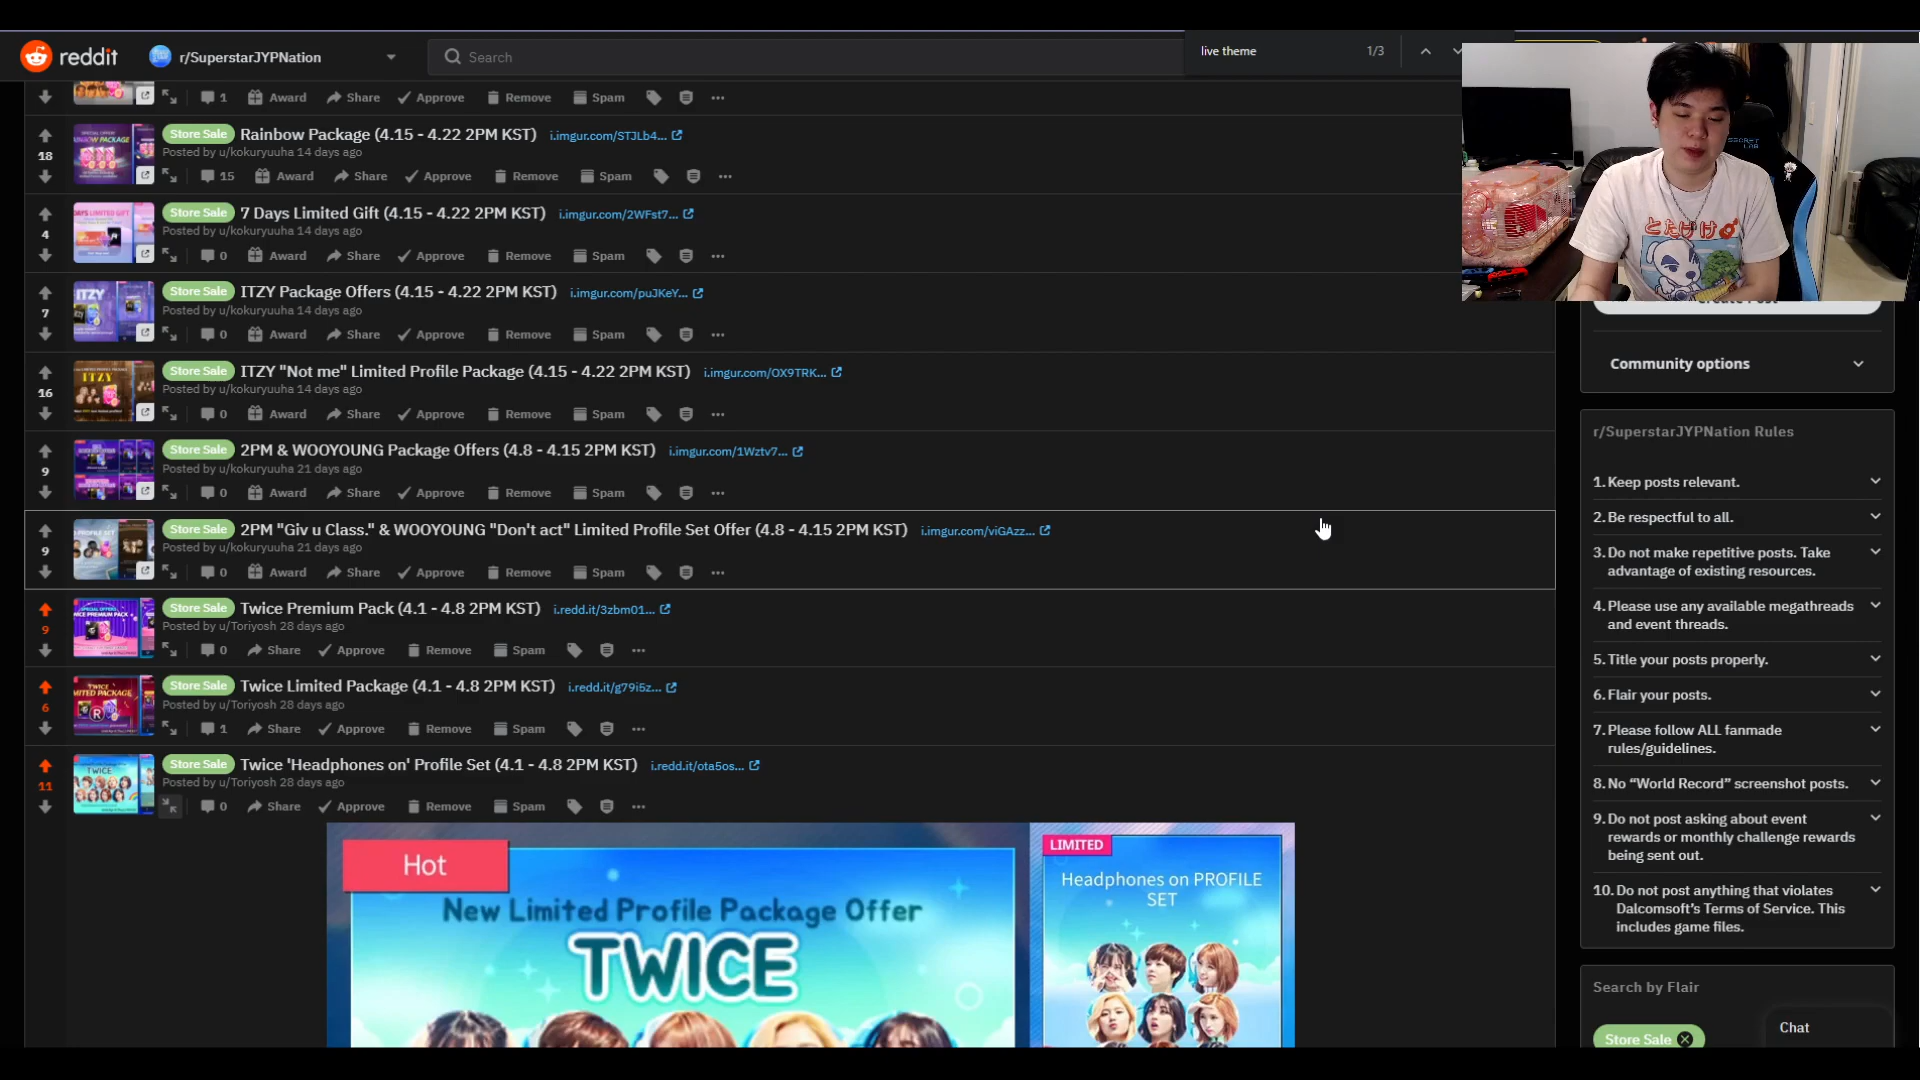 reddit
r/SuperstarJYPNation
Search
live theme
1/3
1 Award Share Approve Remove Spam
18
Store Sale Rainbow Package (4.15 - 4.22 2PM KST) i.imgur.com/STJLb4...
Posted by u/kokuryuuha 14 days ago
15 Award Share Approve Remove Spam
4
Store Sale 7 Days Limited Gift (4.15 - 4.22 2PM KST) i.imgur.com/2WFst7...
Posted by u/kokuryuuha 14 days ago
0 Award Share Approve Remove Spam
7
ITZY
Store Sale ITZY Package Offers (4.15 - 4.22 2PM KST) i.imgur.com/puJKeY...
Posted by u/kokuryuuha 14 days ago
0 Award Share Approve Remove Spam
16
ITZY
Store Sale ITZY "Not me" Limited Profile Package (4.15 - 4.22 2PM KST) i.imgur.com/OX9TRK...
Posted by u/kokuryuuha 14 days ago
0 Award Share Approve Remove Spam
9
Store Sale 2PM & WOOYOUNG Package Offers (4.8 - 4.15 2PM KST) i.imgur.com/1Wztv7...
Posted by u/kokuryuuha 21 days ago
0 Award Share Approve Remove Spam
9
Store Sale 2PM "Giv u Class." & WOOYOUNG "Don't act" Limited Profile Set Offer (4.8 - 4.15 2PM KST) i.imgur.com/viGAzz...
Posted by u/kokuryuuha 21 days ago
0 Award Share Approve Remove Spam
9
Store Sale Twice Premium Pack (4.1 - 4.8 2PM KST) i.redd.it/3zbm01...
Posted by u/Toriyosh 28 days ago
0 Share Approve Remove Spam
6
Store Sale Twice Limited Package (4.1 - 4.8 2PM KST) i.redd.it/g79i5z...
Posted by u/Toriyosh 28 days ago
1 Share Approve Remove Spam
11
TWICE
Store Sale Twice 'Headphones on' Profile Set (4.1 - 4.8 2PM KST) i.redd.it/ota5os...
Posted by u/Toriyosh 28 days ago
0 Share Approve Remove Spam
Hot
New Limited Profile Package Offer
TWICE
LIMITED
Headphones on PROFILE
SET
Create Post
Community options
r/SuperstarJYPNation Rules
1. Keep posts relevant.
2. Be respectful to all.
3. Do not make repetitive posts. Take
advantage of existing resources.
4. Please use any available megathreads
and event threads.
5. Title your posts properly.
6. Flair your posts.
7. Please follow ALL fanmade
rules/guidelines.
8. No “World Record” screenshot posts.
9. Do not post asking about event
rewards or monthly challenge rewards
being sent out.
10. Do not post anything that violates
Dalcomsoft’s Terms of Service. This
includes game files.
Search by Flair
Store Sale
Chat
とたけけ